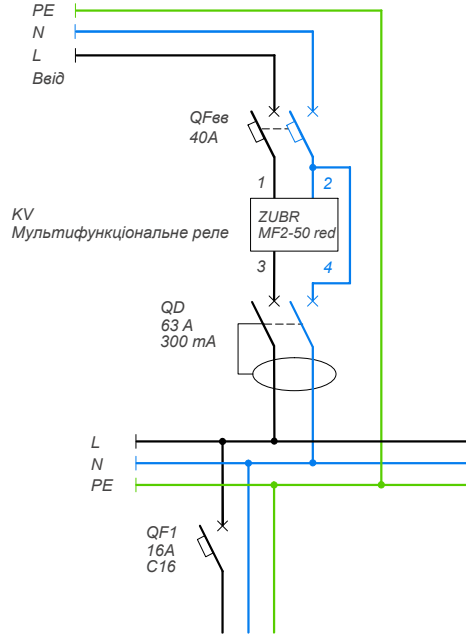 PE
N
L
Ввід
QFвв
40A
1
2
KV
Мультифункціональне реле
ZUBR
MF2-50 red
3
4
QD
63 A
300 mA
L
N
PE
QF1
16A
C16